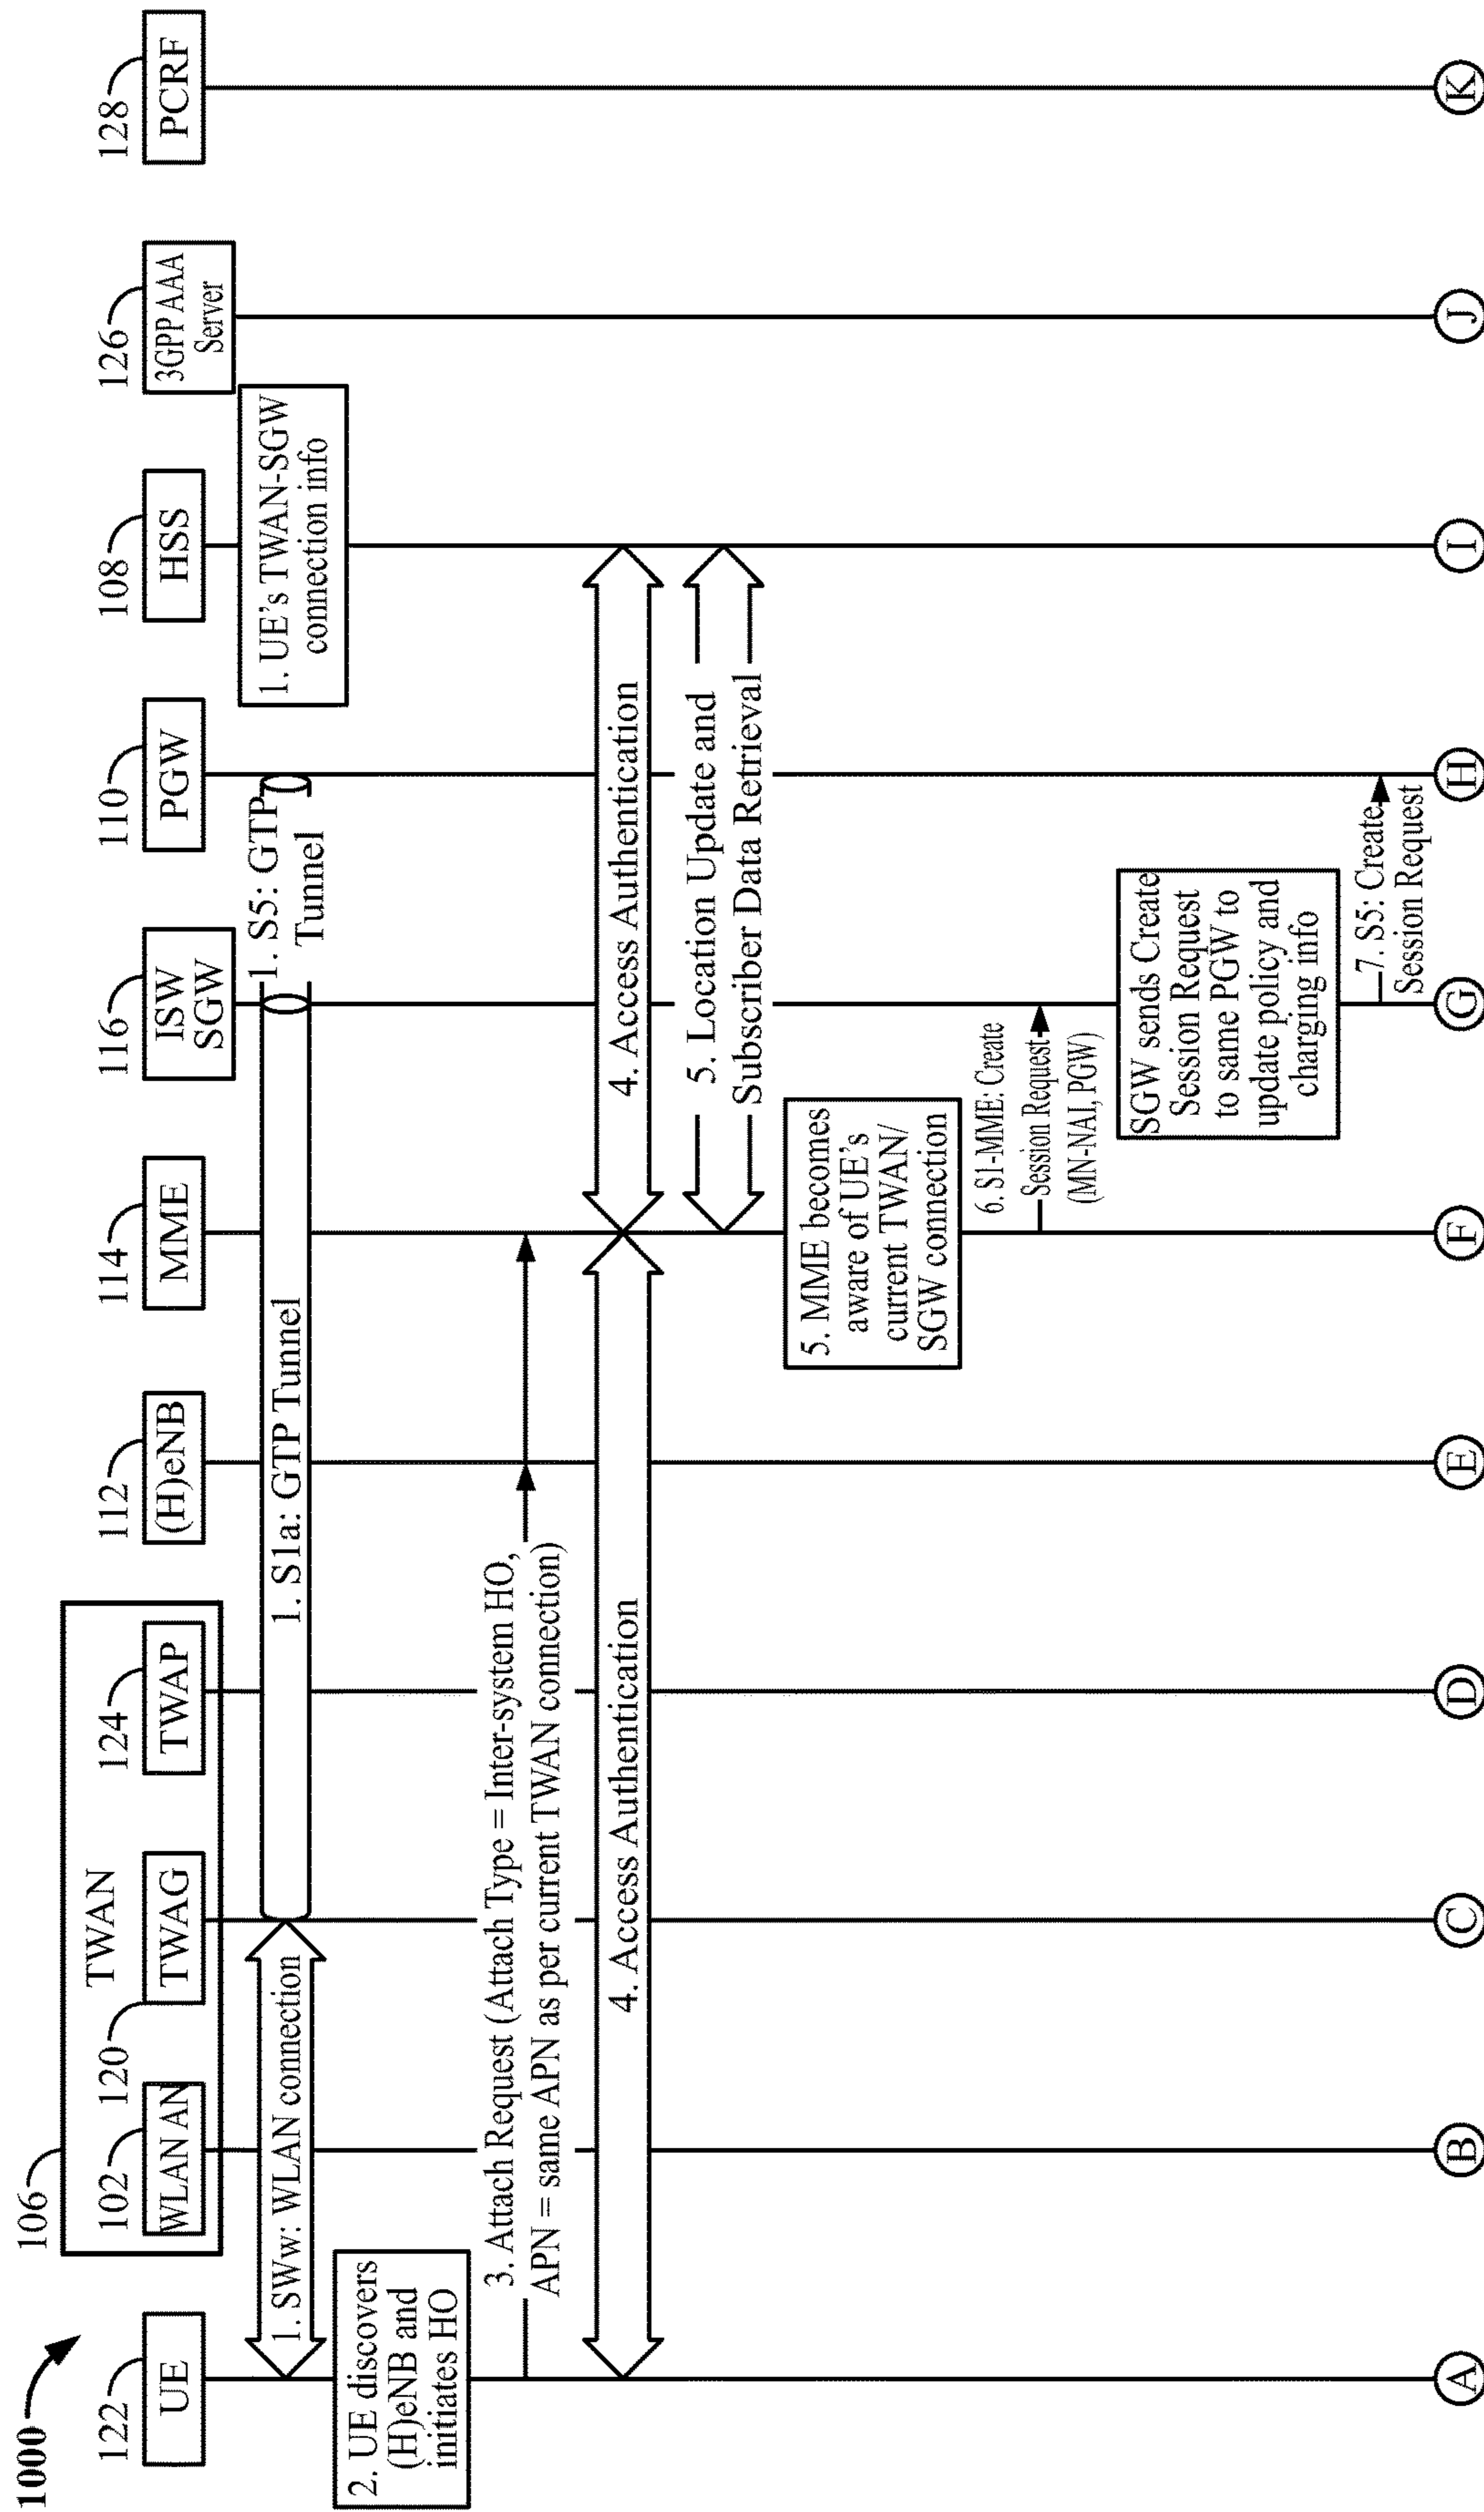 1000
106
122
102
120
124
112
114
116
110
108
126
128
TWAN
UE
WLAN AN
TWAG
TWAP
(H)eNB
MME
ISW
SGW
PGW
HSS
3GPP AAA
Server
PCRF
1. SWw: WLAN connection
1. S1a: GTP Tunnel
1. S5: GTP
Tunnel
1. UE's TWAN-SGW
connection info
2. UE discovers
(H)eNB and
initiates HO
3. Attach Request (Attach Type = Inter-system HO,
APN = same APN as per current TWAN connection)
4. Access Authentication
4. Access Authentication
5. Location Update and
Subscriber Data Retrieval
5. MME becomes
aware of UE's
current TWAN/
SGW connection
6. S1-MME: Create
Session Request
(MN-NAI, PGW)
SGW sends Create
Session Request
to same PGW to
update policy and
charging info
7. S5: Create
Session Request
A
B
C
D
E
F
G
H
I
J
K